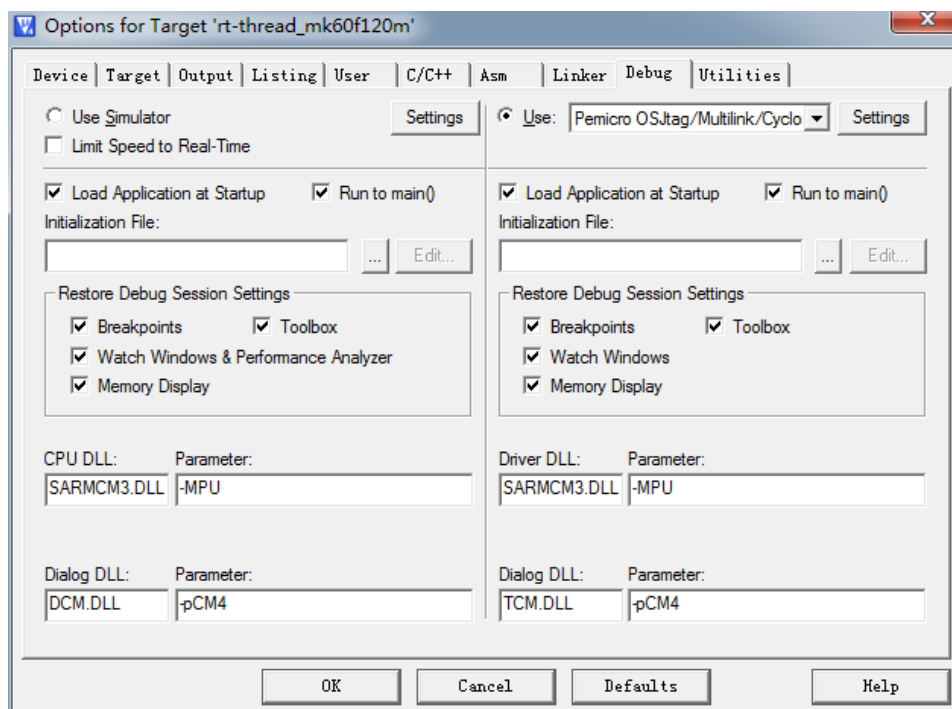 Options for Target 'rt-thread_mk60f120m'
Device Target Output Listing User C/C++ Asm Linker Debug Utilities
Use Simulator Settings
Limit Speed to Real-Time
Use: Pemicro OSJtag/Multilink/Cyclo Settings
Load Application at Startup Run to main()
Initialization File:
... Edit...
Restore Debug Session Settings
Breakpoints Toolbox
Watch Windows & Performance Analyzer
Memory Display
Load Application at Startup Run to main()
Initialization File:
... Edit...
Restore Debug Session Settings
Breakpoints Toolbox
Watch Windows
Memory Display
CPU DLL: Parameter:
SARMCM3.DLL -MPU
Driver DLL: Parameter:
SARMCM3.DLL -MPU
Dialog DLL: Parameter:
DCM.DLL -pCM4
Dialog DLL: Parameter:
TCM.DLL -pCM4
OK Cancel Defaults Help